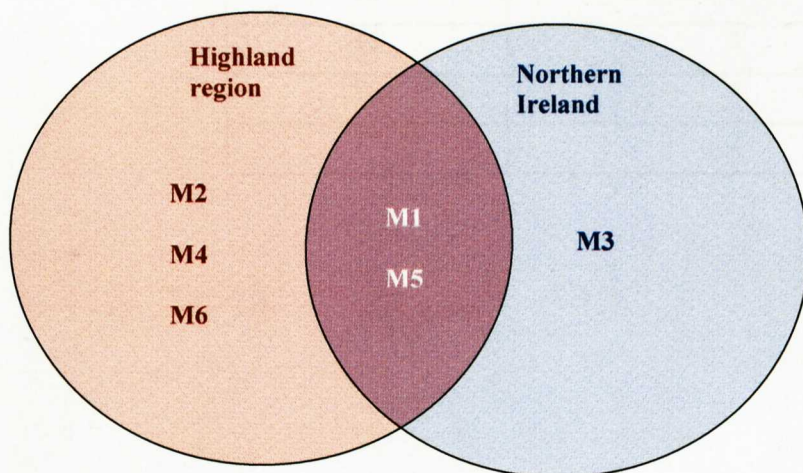 Highland
region
Northern
Ireland
M2
M4
M6
M1
M5
M3